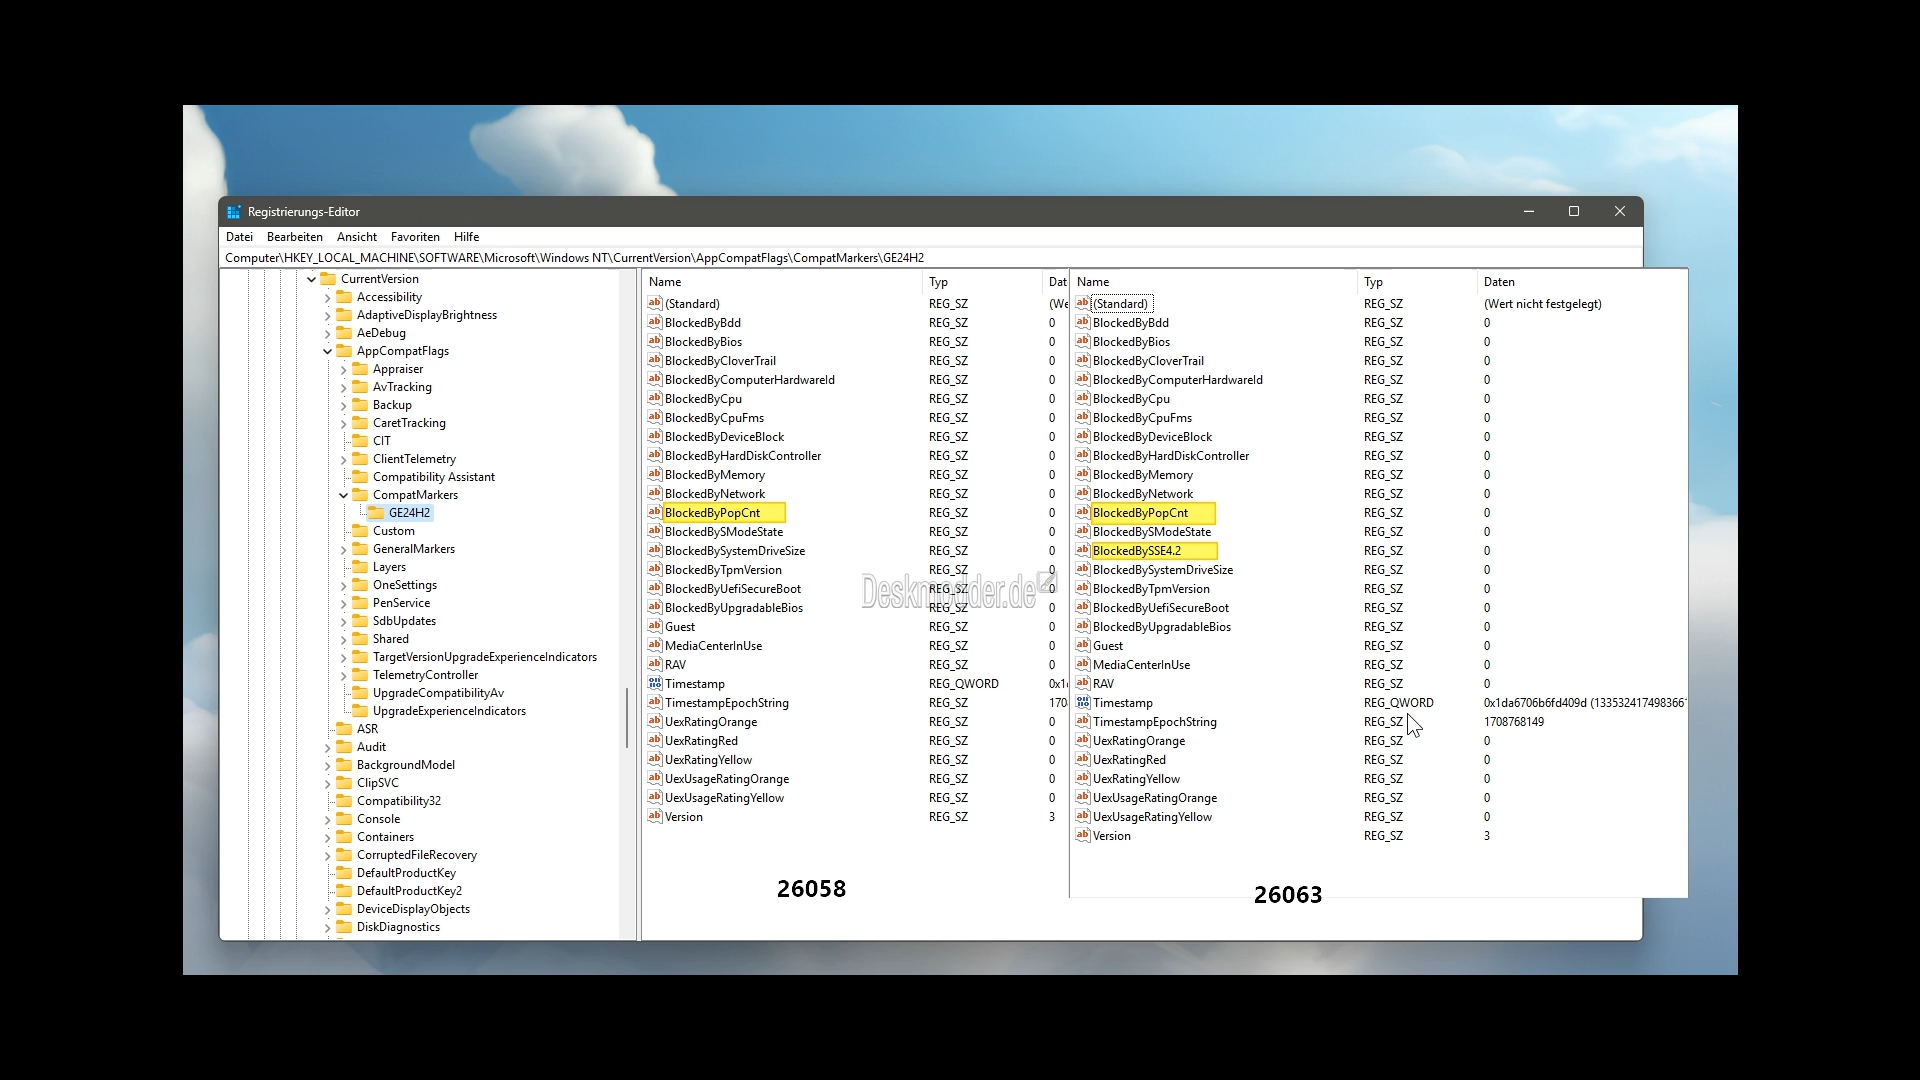 Registrierungs-Editor
Datei Bearbeiten Ansicht Favoriten Hilfe
Computer\HKEY_LOCAL_MACHINE\SOFTWARE\Microsoft\Windows NT\CurrentVersion\AppCompatFlags\CompatMarkers\GE24H2
CurrentVersion
Accessibility
AdaptiveDisplayBrightness
AeDebug
AppCompatFlags
Appraiser
AvTracking
Backup
CaretTracking
CIT
ClientTelemetry
Compatibility Assistant
CompatMarkers
GE24H2
Custom
GeneralMarkers
Layers
OneSettings
PenService
SdbUpdates
Shared
TargetVersionUpgradeExperienceIndicators
TelemetryController
UpgradeCompatibilityAv
UpgradeExperienceIndicators
ASR
Audit
BackgroundModel
ClipSVC
Compatibility32
Console
Containers
CorruptedFileRecovery
DefaultProductKey
DefaultProductKey2
DeviceDisplayObjects
DiskDiagnostics
Name Typ Dat
(Standard) REG_SZ (We
BlockedByBdd REG_SZ 0
BlockedByBios REG_SZ 0
BlockedByCloverTrail REG_SZ 0
BlockedByComputerHardwareId REG_SZ 0
BlockedByCpu REG_SZ 0
BlockedByCpuFms REG_SZ 0
BlockedByDeviceBlock REG_SZ 0
BlockedByHardDiskController REG_SZ 0
BlockedByMemory REG_SZ 0
BlockedByNetwork REG_SZ 0
BlockedByPopCnt REG_SZ 0
BlockedBySModeState REG_SZ 0
BlockedBySystemDriveSize REG_SZ 0
BlockedByTpmVersion REG_SZ 0
BlockedByUefiSecureBoot REG_SZ 0
BlockedByUpgradableBios REG_SZ 0
Guest REG_SZ 0
MediaCenterInUse REG_SZ 0
RAV REG_SZ 0
Timestamp REG_QWORD 0x1
TimestampEpochString REG_SZ 170
UexRatingOrange REG_SZ 0
UexRatingRed REG_SZ 0
UexRatingYellow REG_SZ 0
UexUsageRatingOrange REG_SZ 0
UexUsageRatingYellow REG_SZ 0
Version REG_SZ 3
26058
Deskmodder.de
Name Typ Daten
(Standard) REG_SZ (Wert nicht festgelegt)
BlockedByBdd REG_SZ 0
BlockedByBios REG_SZ 0
BlockedByCloverTrail REG_SZ 0
BlockedByComputerHardwareId REG_SZ 0
BlockedByCpu REG_SZ 0
BlockedByCpuFms REG_SZ 0
BlockedByDeviceBlock REG_SZ 0
BlockedByHardDiskController REG_SZ 0
BlockedByMemory REG_SZ 0
BlockedByNetwork REG_SZ 0
BlockedByPopCnt REG_SZ 0
BlockedBySModeState REG_SZ 0
BlockedBySSE4.2 REG_SZ 0
BlockedBySystemDriveSize REG_SZ 0
BlockedByTpmVersion REG_SZ 0
BlockedByUefiSecureBoot REG_SZ 0
BlockedByUpgradableBios REG_SZ 0
Guest REG_SZ 0
MediaCenterInUse REG_SZ 0
RAV REG_SZ 0
Timestamp REG_QWORD 0x1da6706b6fd409d (13353241749836​6
TimestampEpochString REG_SZ 1708768149
UexRatingOrange REG_SZ 0
UexRatingRed REG_SZ 0
UexRatingYellow REG_SZ 0
UexUsageRatingOrange REG_SZ 0
UexUsageRatingYellow REG_SZ 0
Version REG_SZ 3
26063